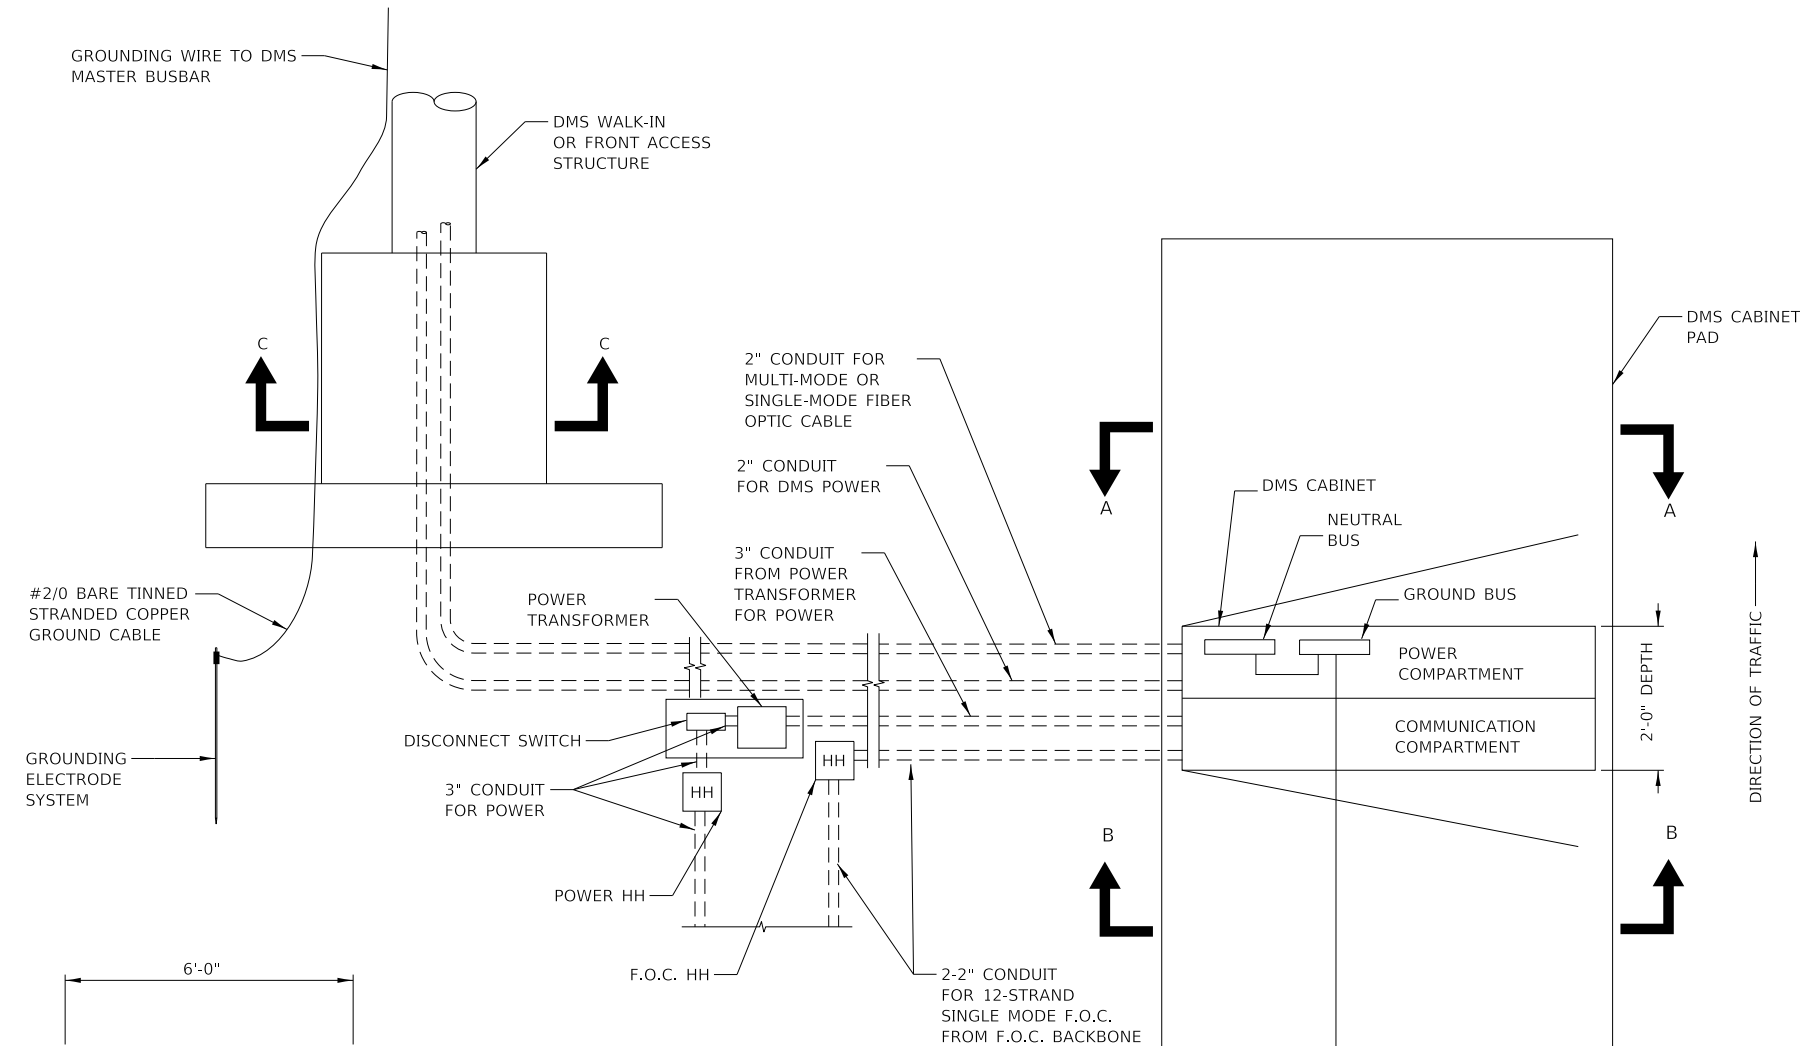 GROUNDING WIRE TO DMS
MASTER BUSBAR
DMS WALK-IN
OR FRONT ACCESS
STRUCTURE
DMS CABINET
PAD
C
C
2" CONDUIT FOR
MULTI-MODE OR
SINGLE-MODE FIBER
OPTIC CABLE
2" CONDUIT
FOR DMS POWER
A
A
DMS CABINET
NEUTRAL
BUS
3" CONDUIT
FROM POWER
TRANSFORMER
FOR POWER
GROUND BUS
#2/0 BARE TINNED
STRANDED COPPER
GROUND CABLE
POWER
TRANSFORMER
POWER
COMPARTMENT
2'-0" DEPTH
DIRECTION OF TRAFFIC
COMMUNICATION
COMPARTMENT
DISCONNECT SWITCH
GROUNDING
ELECTRODE
SYSTEM
HH
HH
3" CONDUIT
FOR POWER
B
B
POWER HH
6'-0"
F.O.C. HH
2-2" CONDUIT
FOR 12-STRAND
SINGLE MODE F.O.C.
FROM F.O.C. BACKBONE